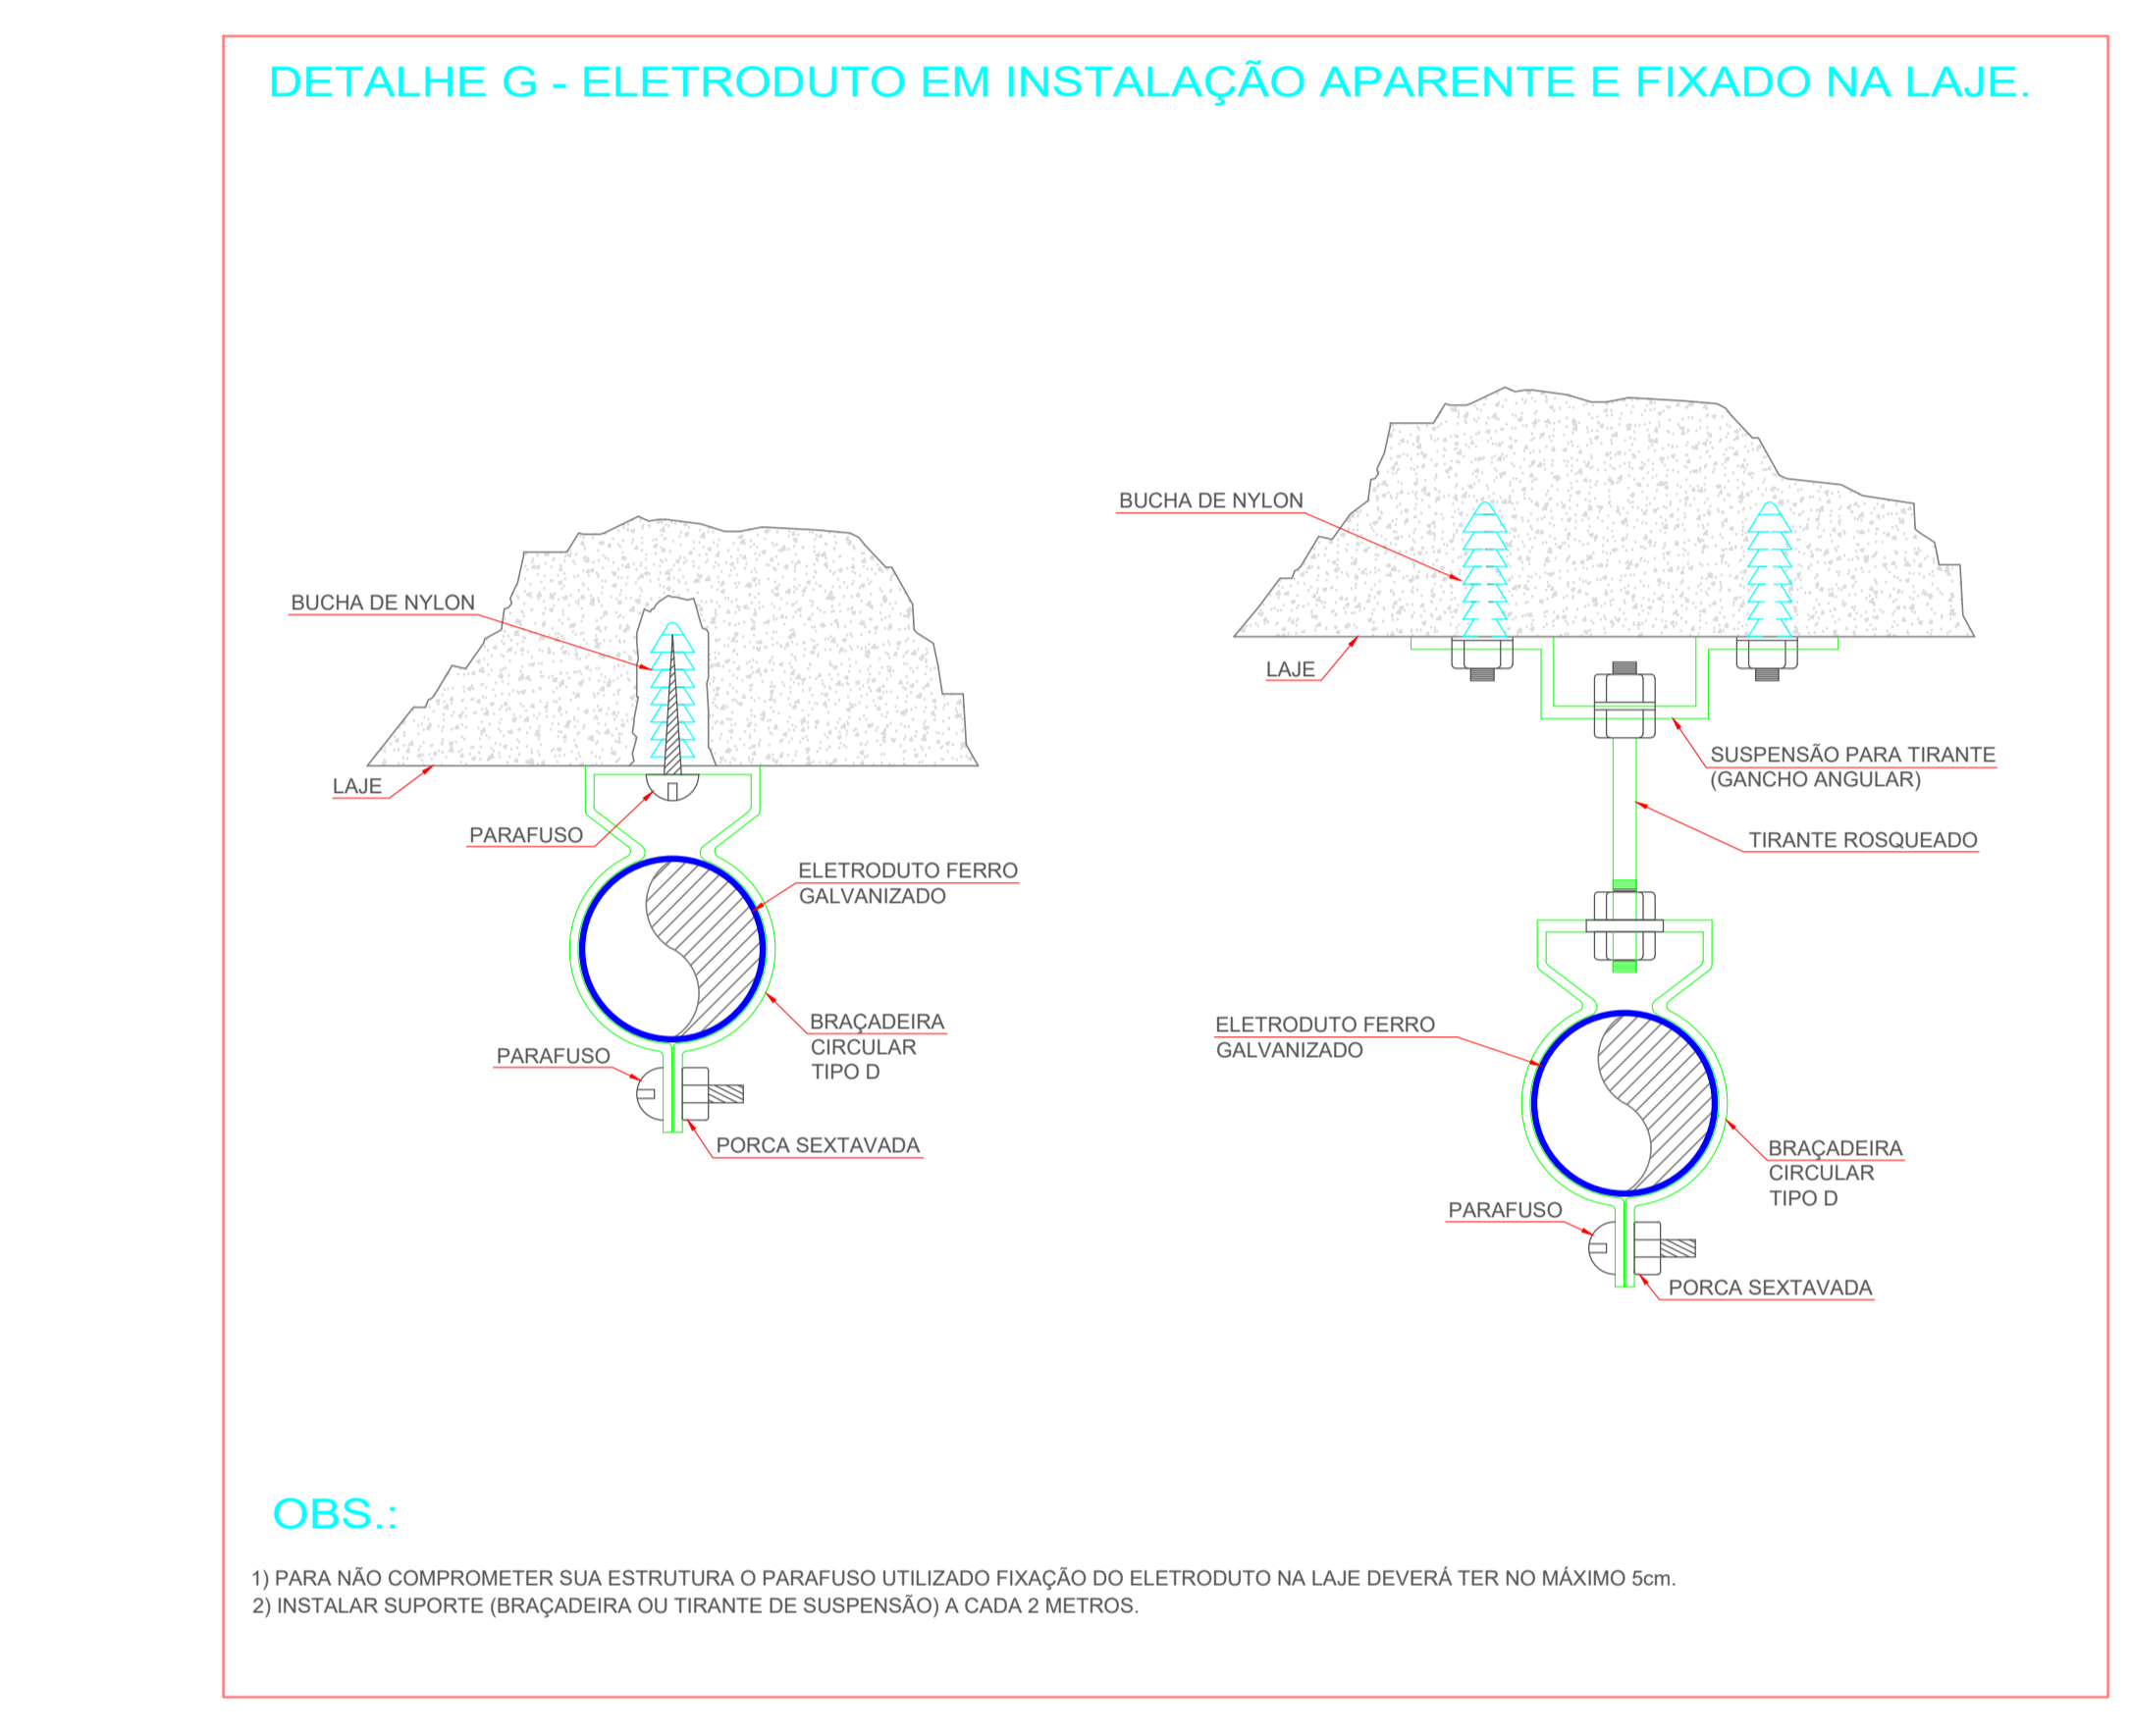 DETALHE G - ELETRODUTO EM INSTALAÇÃO APARENTE E FIXADO NA LAJE.
BUCHA DE NYLON
LAJE
PARAFUSO
ELETRODUTO FERRO
GALVANIZADO
BRAÇADEIRA
CIRCULAR
TIPO D
PARAFUSO
PORCA SEXTAVADA
BUCHA DE NYLON
LAJE
SUSPENSÃO PARA TIRANTE
(GANCHO ANGULAR)
TIRANTE ROSQUEADO
ELETRODUTO FERRO
GALVANIZADO
BRAÇADEIRA
CIRCULAR
TIPO D
PARAFUSO
PORCA SEXTAVADA
OBS.:
1) PARA NÃO COMPROMETER SUA ESTRUTURA O PARAFUSO UTILIZADO FIXAÇÃO DO ELETRODUTO NA LAJE DEVERÁ TER NO MÁXIMO 5cm.
2) INSTALAR SUPORTE (BRAÇADEIRA OU TIRANTE DE SUSPENSÃO) A CADA 2 METROS.